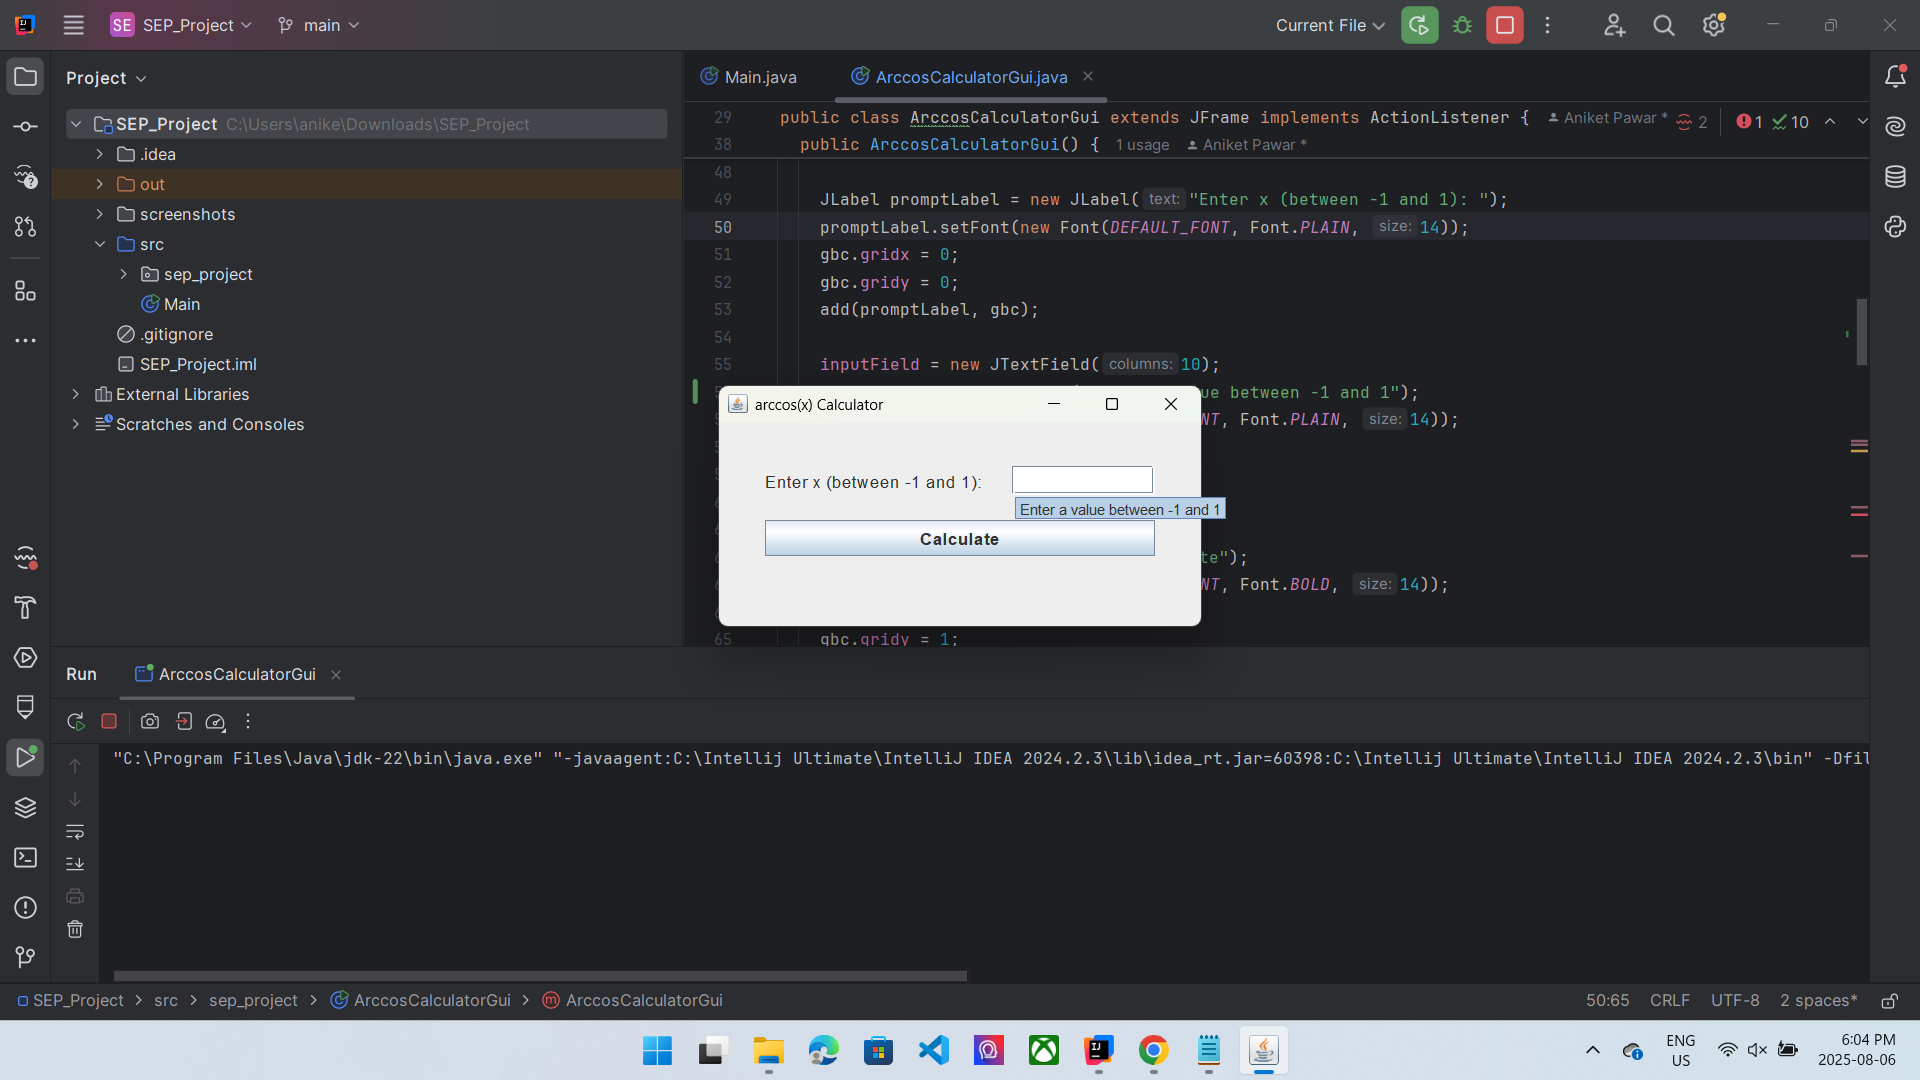 SE SEP_Project main Current File
Project
Main.java ArccosCalculatorGui.java
SEP_Project C:\Users\anike\Downloads\SEP_Project
.idea
out
screenshots
src
sep_project
Main
.gitignore
SEP_Project.iml
External Libraries
Scratches and Consoles
29 public class ArccosCalculatorGui extends JFrame implements ActionListener { Aniket Pawar * 2 1 10
38 public ArccosCalculatorGui() { 1 usage Aniket Pawar *
48
49 JLabel promptLabel = new JLabel( text: "Enter x (between -1 and 1): ");
50 promptLabel.setFont(new Font(DEFAULT_FONT, Font.PLAIN, size: 14));
51 gbc.gridx = 0;
52 gbc.gridy = 0;
53 add(promptLabel, gbc);
54
55 inputField = new JTextField( columns: 10);
ue between -1 and 1");
NT, Font.PLAIN, size: 14));
te");
NT, Font.BOLD, size: 14));
65 gbc.gridy = 1;
arccos(x) Calculator
Enter x (between -1 and 1):
Enter a value between -1 and 1
Calculate
Run ArccosCalculatorGui
"C:\Program Files\Java\jdk-22\bin\java.exe" "-javaagent:C:\Intellij Ultimate\IntelliJ IDEA 2024.2.3\lib\idea_rt.jar=60398:C:\Intellij Ultimate\IntelliJ IDEA 2024.2.3\bin" -Dfil
SEP_Project > src > sep_project > ArccosCalculatorGui > ArccosCalculatorGui 50:65 CRLF UTF-8 2 spaces*
ENG
US
6:04 PM
2025-08-06